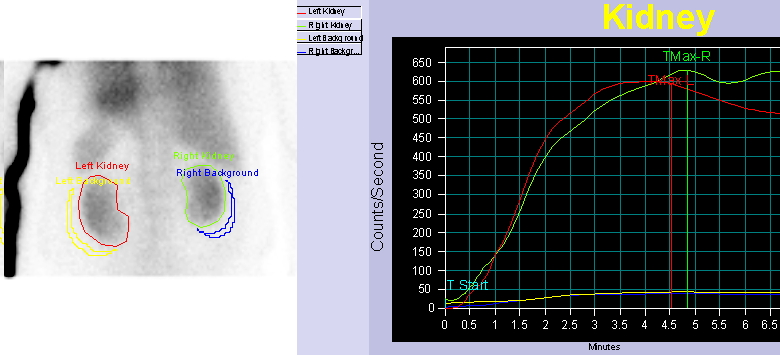 Left Kidney
Right Kidney
Left Background
Right Backgr...
Right Kidney
Left Kidney
Right Background
Left Background
Kidney
TMax-R
TMax
T Start
Counts/Second
650
600
550
500
450
400
350
300
250
200
150
100
50
0
0 0.5 1 1.5 2 2.5 3 3.5 4 4.5 5 5.5 6 6.5
Minutes